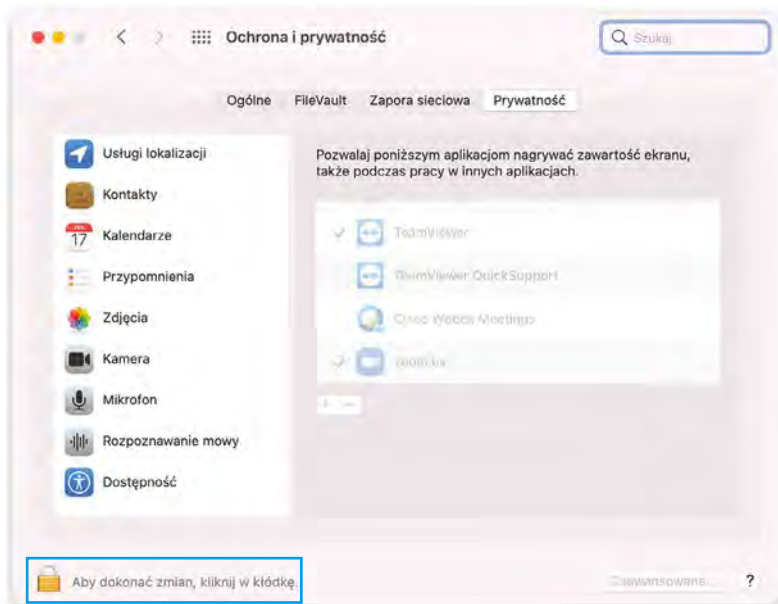 Ochrona i prywatność
Szukaj
Ogólne FileVault Zapora sieciowa Prywatność
Usługi lokalizacji
Kontakty
17 Kalendarze
Przypomnienia
Zdjęcia
Kamera
Mikrofon
Rozpoznawanie mowy
Dostępność
Pozwalaj poniższym aplikacjom nagrywać zawartość ekranu,
także podczas pracy w innych aplikacjach.
TeamViewer
TeamViewer QuickSupport
Cisco Webex Meetings
zoom.us
+ −
Aby dokonać zmian, kliknij w kłódkę.
Zaawansowane... ?